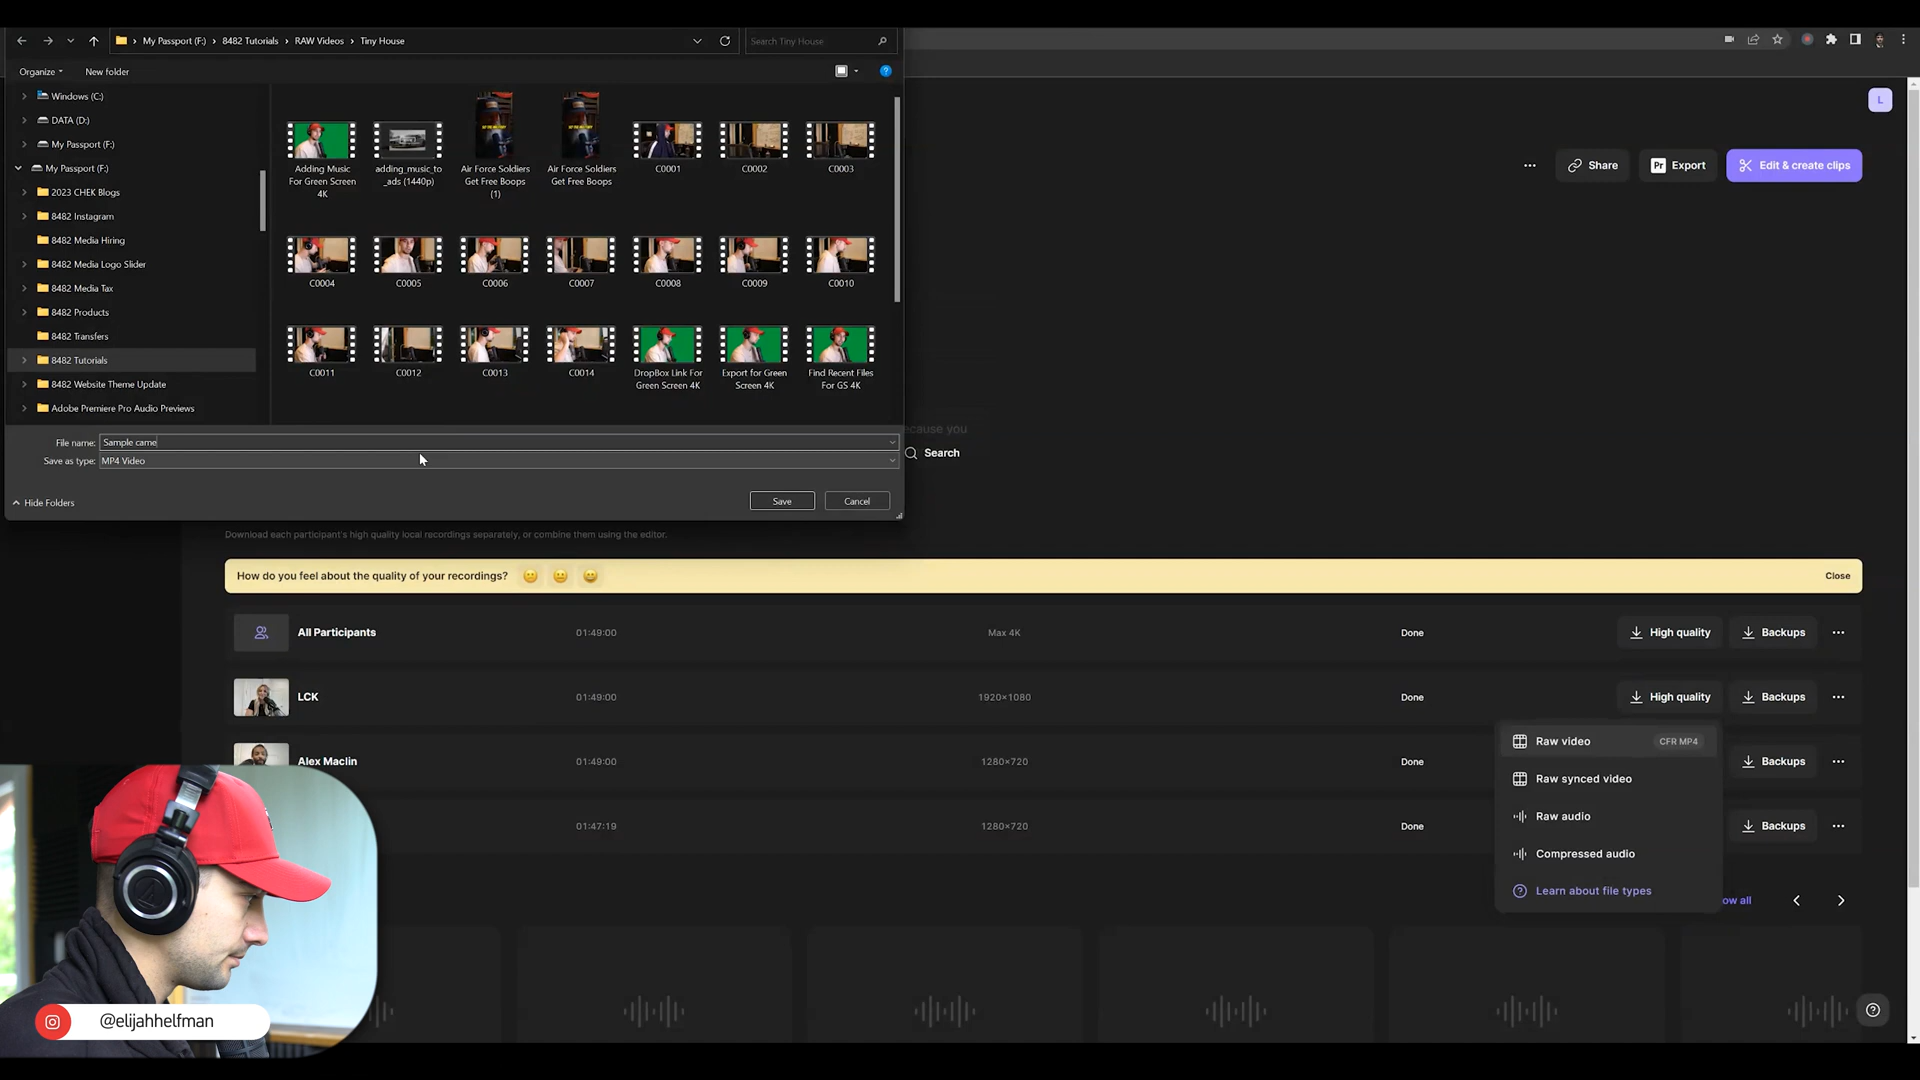 My Passport (F:) › 8482 Tutorials › RAW Videos › Tiny House
Search Tiny House
Organize
New folder
Windows (C:)
DATA (D:)
My Passport (F:)
My Passport (F:)
2023 CHEK Blogs
8482 Instagram
8482 Media Hiring
8482 Media Logo Slider
8482 Media Tax
8482 Products
8482 Transfers
8482 Tutorials
8482 Website Theme Update
Adobe Premiere Pro Audio Previews
Adding Music
For Green Screen
4K
adding_music_to
_ads (1440p)
Air Force Soldiers
Get Free Boops
(1)
Air Force Soldiers
Get Free Boops
C0001
C0002
C0003
C0004
C0005
C0006
C0007
C0008
C0009
C0010
C0011
C0012
C0013
C0014
DropBox Link For
Green Screen 4K
Export for Green
Screen 4K
Find Recent Files
For GS 4K
File name: Sample came
Save as type: MP4 Video
Hide Folders
Save
Cancel
L
Share
Pr Export
Edit & create clips
ecause you
Search
Download each participant's high quality local recordings separately, or combine them using the editor.
How do you feel about the quality of your recordings?
Close
All Participants 01:49:00 Max 4K Done High quality Backups
LCK 01:49:00 1920×1080 Done High quality Backups
Alex Maclin 01:49:00 1280×720 Done Backups
01:47:19 1280×720 Done Backups
Raw video CFR MP4
Raw synced video
Raw audio
Compressed audio
Learn about file types
ow all
@elijahhelfman